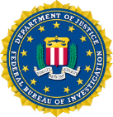 DEPARTMENT OF JUSTICE
FEDERAL BUREAU OF INVESTIGATION